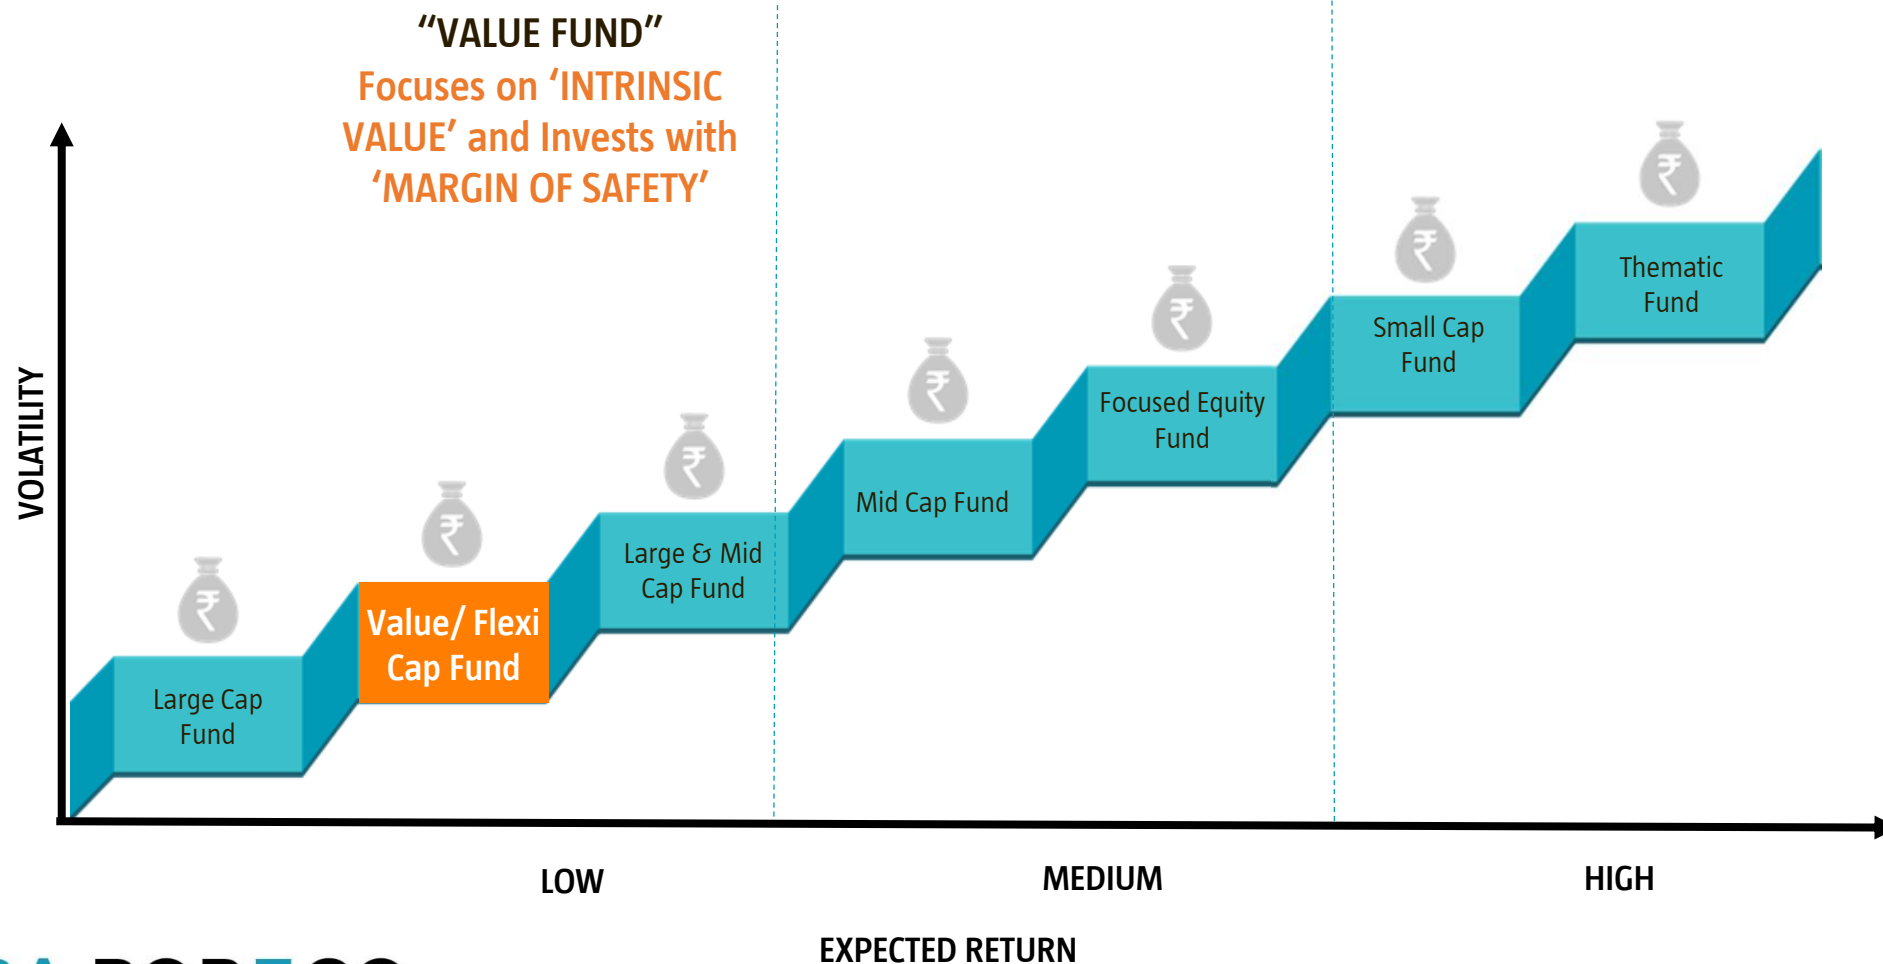 “VALUE FUND”
Focuses on ‘INTRINSIC
VALUE’ and Invests with
‘MARGIN OF SAFETY’
VOLATILITY
₹
Large Cap
Fund
₹
Value/ Flexi
Cap Fund
₹
Large & Mid
Cap Fund
₹
Mid Cap Fund
₹
Focused Equity
Fund
₹
Small Cap
Fund
₹
Thematic
Fund
LOW
MEDIUM
HIGH
EXPECTED RETURN